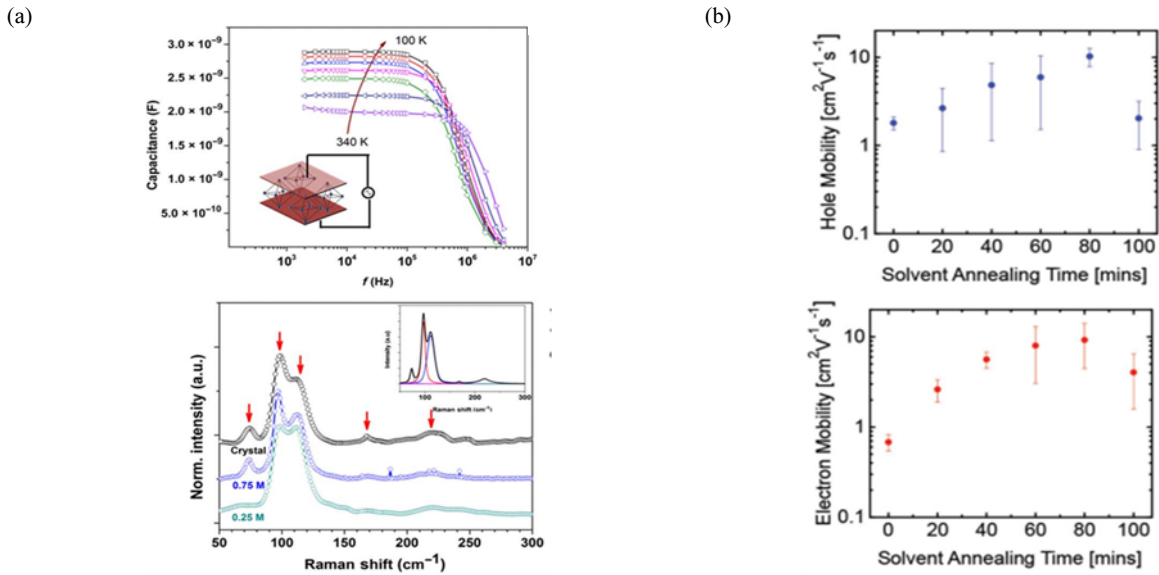 (a)
(b)
3.0 × 10⁻⁹
2.5 × 10⁻⁹
2.0 × 10⁻⁹
1.5 × 10⁻⁹
1.0 × 10⁻⁹
5.0 × 10⁻¹⁰
Capacitance (F)
100 K
340 K
10³
10⁴
10⁵
10⁶
10⁷
f (Hz)
Norm. intensity (a.u.)
Crystal
0.75 M
0.25 M
50
100
150
200
250
300
Raman shift (cm⁻¹)
Intensity (a.u)
100
200
300
Raman shift (cm⁻¹)
Hole Mobility [cm²V⁻¹s⁻¹]
10
1
0.1
0
20
40
60
80
100
Solvent Annealing Time [mins]
Electron Mobility [cm²V⁻¹s⁻¹]
10
1
0.1
0
20
40
60
80
100
Solvent Annealing Time [mins]